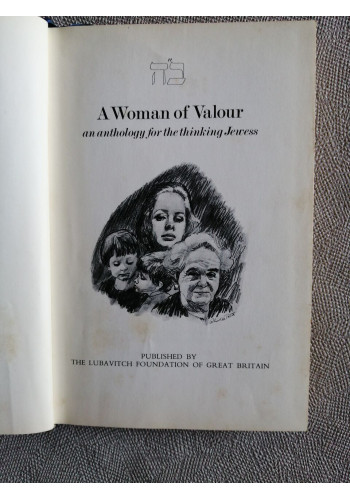 ב״ה
A Woman of Valour
an anthology for the thinking Jewess
PUBLISHED BY
THE LUBAVITCH FOUNDATION OF GREAT BRITAIN